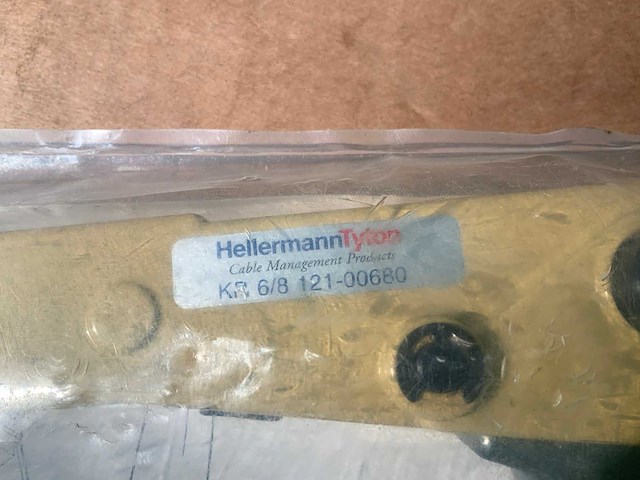 HellermannTyton
Cable Management Products
KR 6/8 121-00680